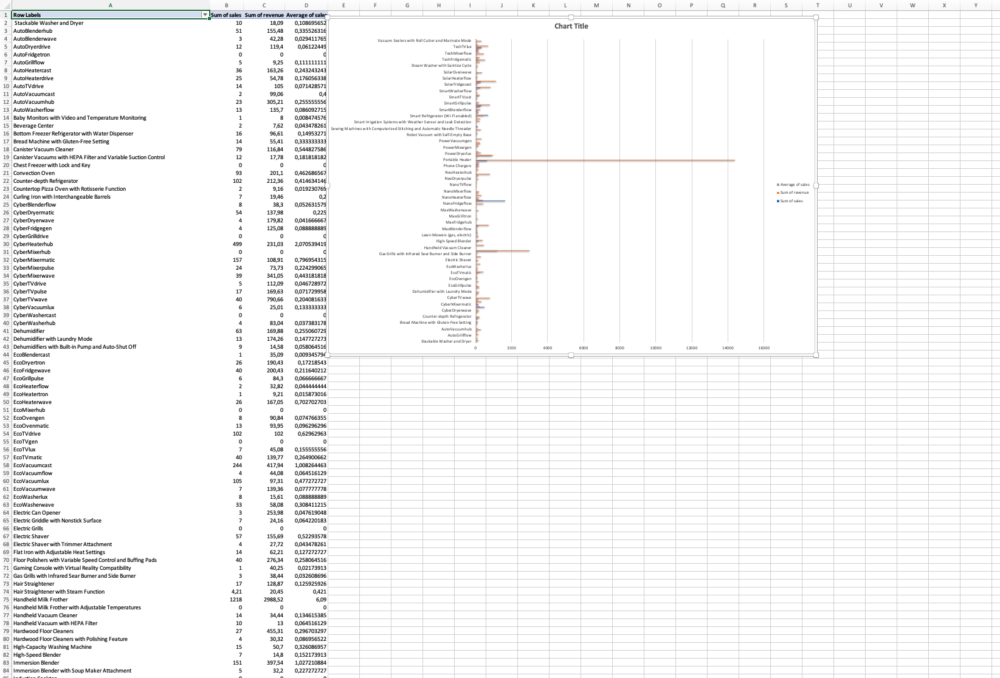 A B C D E F G H I J K L M N O P Q R S T U V W X Y
1 Row Labels Sum of sales Sum of revenue Average of sales
2 Stackable Washer and Dryer 10 18,09 0,108695652
3 AutoBlenderhub 51 155,48 0,335526316
4 AutoBlenderwave 3 42,28 0,029411765
5 AutoDryerdrive 12 119,4 0,06122449
6 AutoFridgetron 0 0 0
7 AutoGrillflow 5 9,25 0,111111111
8 AutoHeatercast 36 163,26 0,243243243
9 AutoHeaterdrive 25 54,78 0,176056338
10 AutoTVdrive 14 105 0,071428571
11 AutoVacuumcast 2 99,06 0,4
12 AutoVacuumhub 23 305,21 0,255555556
13 AutoWasherflow 13 135,7 0,086092715
14 Baby Monitors with Video and Temperature Monitoring 1 8 0,008474576
15 Beverage Center 2 7,62 0,043478261
16 Bottom Freezer Refrigerator with Water Dispenser 16 96,61 0,14953271
17 Bread Machine with Gluten-Free Setting 14 55,41 0,333333333
18 Canister Vacuum Cleaner 79 116,84 0,544827586
19 Canister Vacuums with HEPA Filter and Variable Suction Control 12 17,78 0,181818182
20 Chest Freezer with Lock and Key 0 0 0
21 Convection Oven 93 201,1 0,462686567
22 Counter-depth Refrigerator 102 212,36 0,414634146
23 Countertop Pizza Oven with Rotisserie Function 2 9,16 0,019230769
24 Curling Iron with Interchangeable Barrels 7 19,46 0,2
25 CyberBlenderflow 8 38,3 0,052631579
26 CyberDryermatic 54 137,98 0,225
27 CyberDryerwave 4 179,82 0,041666667
28 CyberFridgegen 4 125,08 0,088888889
29 CyberGrilldrive 0 0 0
30 CyberHeaterhub 499 231,03 2,070539419
31 CyberMixerhub 0 0 0
32 CyberMixermatic 157 108,91 0,796954315
33 CyberMixerpulse 24 73,73 0,224299065
34 CyberMixerwave 39 341,05 0,443181818
35 CyberTVdrive 5 112,09 0,046728972
36 CyberTVpulse 17 169,63 0,071729958
37 CyberTVwave 40 790,66 0,204081633
38 CyberVacuumlux 6 25,01 0,133333333
39 CyberWashercast 0 0 0
40 CyberWasherhub 4 83,04 0,037383178
41 Dehumidifier 63 169,88 0,255060729
42 Dehumidifier with Laundry Mode 13 174,26 0,147727273
43 Dehumidifiers with Built-in Pump and Auto-Shut Off 9 14,58 0,058064516
44 EcoBlendercast 1 35,09 0,009345794
45 EcoDryertron 26 190,43 0,17218543
46 EcoFridgewave 40 200,43 0,211640212
47 EcoGrillpulse 6 84,3 0,066666667
48 EcoHeaterflow 2 32,82 0,044444444
49 EcoHeatertron 1 9,21 0,015873016
50 EcoHeaterwave 26 167,05 0,702702703
51 EcoMixerhub 0 0 0
52 EcoOvengen 8 90,84 0,074766355
53 EcoOvenmatic 13 93,95 0,096296296
54 EcoTVdrive 102 102 0,62962963
55 EcoTVgen 0 0 0
56 EcoTVlux 7 45,08 0,155555556
57 EcoTVmatic 40 139,77 0,264900662
58 EcoVacuumcast 244 417,94 1,008264463
59 EcoVacuumflow 4 44,08 0,064516129
60 EcoVacuumlux 105 97,31 0,477272727
61 EcoVacuumwave 7 139,36 0,077777778
62 EcoWasherlux 8 15,61 0,088888889
63 EcoWasherwave 33 58,08 0,308411215
64 Electric Can Opener 3 253,98 0,047619048
65 Electric Griddle with Nonstick Surface 7 24,16 0,064220183
66 Electric Grills 0 0 0
67 Electric Shaver 57 155,69 0,52293578
68 Electric Shaver with Trimmer Attachment 4 27,72 0,043478261
69 Flat Iron with Adjustable Heat Settings 14 62,21 0,127272727
70 Floor Polishers with Variable Speed Control and Buffing Pads 40 276,34 0,258064516
71 Gaming Console with Virtual Reality Compatibility 1 40,25 0,02173913
72 Gas Grills with Infrared Sear Burner and Side Burner 3 38,44 0,032608696
73 Hair Straightener 17 128,87 0,125925926
74 Hair Straightener with Steam Function 4,21 20,45 0,421
75 Handheld Milk Frother 1218 2988,52 6,09
76 Handheld Milk Frother with Adjustable Temperatures 0 0 0
77 Handheld Vacuum Cleaner 14 34,44 0,134615385
78 Handheld Vacuum with HEPA Filter 10 13 0,064516129
79 Hardwood Floor Cleaners 27 455,31 0,296703297
80 Hardwood Floor Cleaners with Polishing Feature 4 30,32 0,086956522
81 High-Capacity Washing Machine 15 50,7 0,326086957
82 High-Speed Blender 7 14,8 0,152173913
83 Immersion Blender 151 397,54 1,027210884
84 Immersion Blender with Soup Maker Attachment 5 32,2 0,227272727
Chart Title
Vacuum Sealers with Roll Cutter and Marinate Mode
TechTVlux
TechMixerflow
TechFridgematic
Steam Washer with Sanitize Cycle
SolarOvenwave
SolarHeaterflow
SolarFridgecast
SmartWasherflow
SmartTVcast
SmartGrillpulse
SmartBlenderflow
Smart Refrigerator (Wi-Fi enabled)
Smart Irrigation Systems with Weather Sensor and Leak Detection
Sewing Machines with Computerized Stitching and Automatic Needle Threader
Robot Vacuum with Self-Empty Base
PowerVacuumgen
PowerMixergen
PowerDryerlux
Portable Heater
Phone Chargers
NeoHeaterhub
NeoDryerpulse
NanoTVflow
NanoMixerflow
NanoHeaterflow
NanoFridgeflow
MaxWasherwave
MaxGrilltron
MaxFridgehub
MaxBlenderflow
Lawn Mowers (gas, electric)
High-Speed Blender
Handheld Vacuum Cleaner
Gas Grills with Infrared Sear Burner and Side Burner
Electric Shaver
EcoWasherlux
EcoTVmatic
EcoOvengen
EcoGrillpulse
Dehumidifier with Laundry Mode
CyberTVwave
CyberMixermatic
CyberDryerwave
Counter-depth Refrigerator
Bread Machine with Gluten-Free Setting
AutoVacuumhub
AutoGrillflow
Stackable Washer and Dryer
0 2000 4000 6000 8000 10000 12000 14000 16000
Average of sales
Sum of revenue
Sum of sales